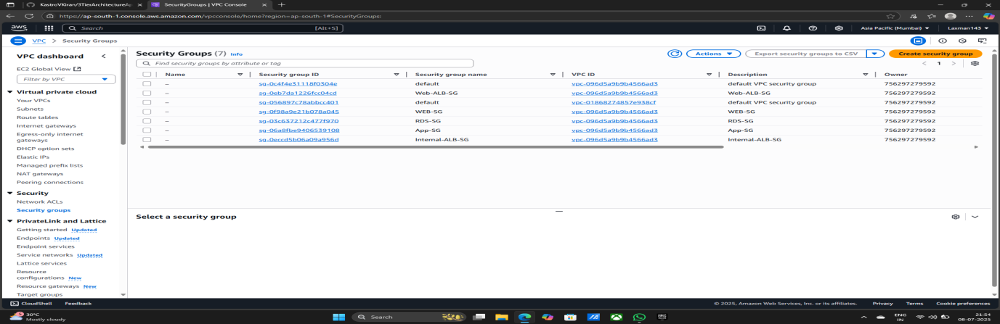 KastroVKiran/3TierArchitectureAp
SecurityGroups | VPC Console
https://ap-south-1.console.aws.amazon.com/vpcconsole/home?region=ap-south-1#SecurityGroups:
aws Search [Alt+S] Asia Pacific (Mumbai) Laxman143
VPC > Security Groups
VPC dashboard
EC2 Global View
Filter by VPC
Virtual private cloud
Your VPCs
Subnets
Route tables
Internet gateways
Egress-only internet
gateways
DHCP option sets
Elastic IPs
Managed prefix lists
NAT gateways
Peering connections
Security
Network ACLs
Security groups
PrivateLink and Lattice
Getting started Updated
Endpoints Updated
Endpoint services
Service networks Updated
Lattice services
Resource
configurations New
Resource gateways New
Target groups
Security Groups (7) Info
Actions Export security groups to CSV Create security group
Find security groups by attribute or tag
1
Name Security group ID Security group name VPC ID Description Owner
– sg-0c4f4e31118f0304e default vpc-096d5a9b9b4566ad3 default VPC security group 756297279592
– sg-0eb7da1226fcc04cd Web-ALB-SG vpc-096d5a9b9b4566ad3 Web-ALB-SG 756297279592
– sg-056897c78abbcc401 default vpc-01868274857e938cf default VPC security group 756297279592
– sg-0f98a9e21b078a045 WEB-SG vpc-096d5a9b9b4566ad3 WEB-SG 756297279592
– sg-03c637212c477f970 RDS-SG vpc-096d5a9b9b4566ad3 RDS-SG 756297279592
– sg-06a8fbe9406539108 App-SG vpc-096d5a9b9b4566ad3 App-SG 756297279592
– sg-0eccd5b06a09a956d Internal-ALB-SG vpc-096d5a9b9b4566ad3 Internal-ALB-SG 756297279592
Select a security group
CloudShell Feedback © 2025, Amazon Web Services, Inc. or its affiliates. Privacy Terms Cookie preferences
30°C
Mostly cloudy
Search
ENG
IN
21:54
08-07-2025